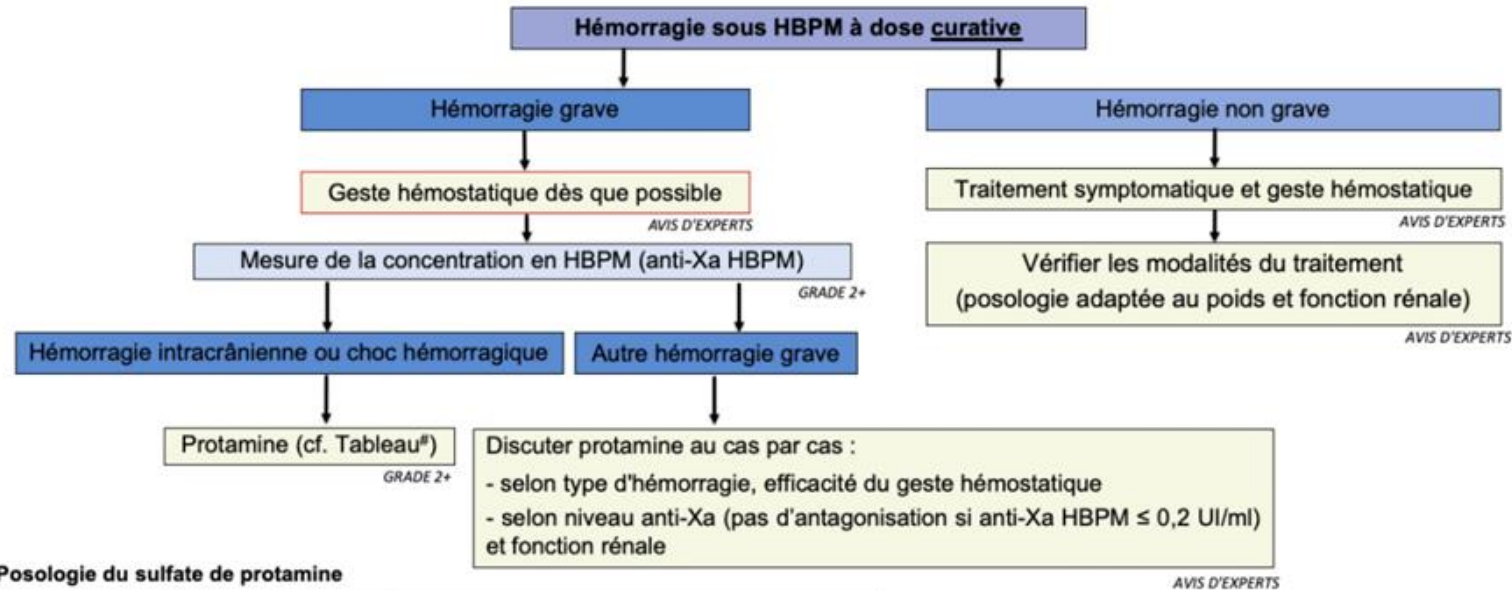 Hémorragie sous HBPM à dose curative
Hémorragie grave
Hémorragie non grave
Geste hémostatique dès que possible
AVIS D'EXPERTS
Traitement symptomatique et geste hémostatique
AVIS D'EXPERTS
Mesure de la concentration en HBPM (anti-Xa HBPM)
GRADE 2+
Vérifier les modalités du traitement
(posologie adaptée au poids et fonction rénale)
AVIS D'EXPERTS
Hémorragie intracrânienne ou choc hémorragique
Autre hémorragie grave
Protamine (cf. Tableau#)
GRADE 2+
Discuter protamine au cas par cas :
- selon type d'hémorragie, efficacité du geste hémostatique
- selon niveau anti-Xa (pas d'antagonisation si anti-Xa HBPM ≤ 0,2 UI/ml)
et fonction rénale
AVIS D'EXPERTS
Posologie du sulfate de protamine